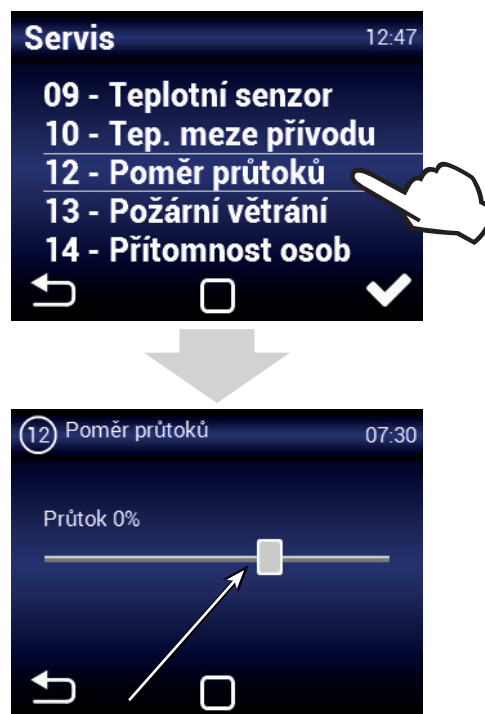 Servis 12:47
09 - Teplotní senzor
10 - Tep. meze přívodu
12 - Poměr průtoků
13 - Požární větrání
14 - Přítomnost osob
12 Poměr průtoků 07:30
Průtok 0%